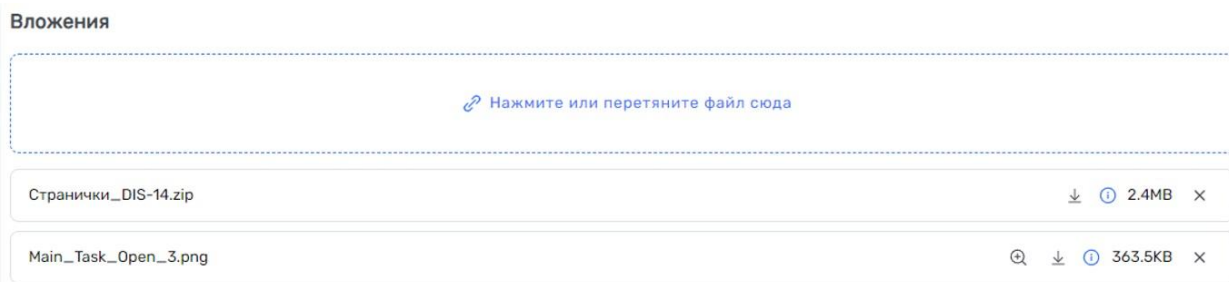 Вложения
Нажмите или перетяните файл сюда
Странички_DIS-14.zip 2.4MB
Main_Task_Open_3.png 363.5KB